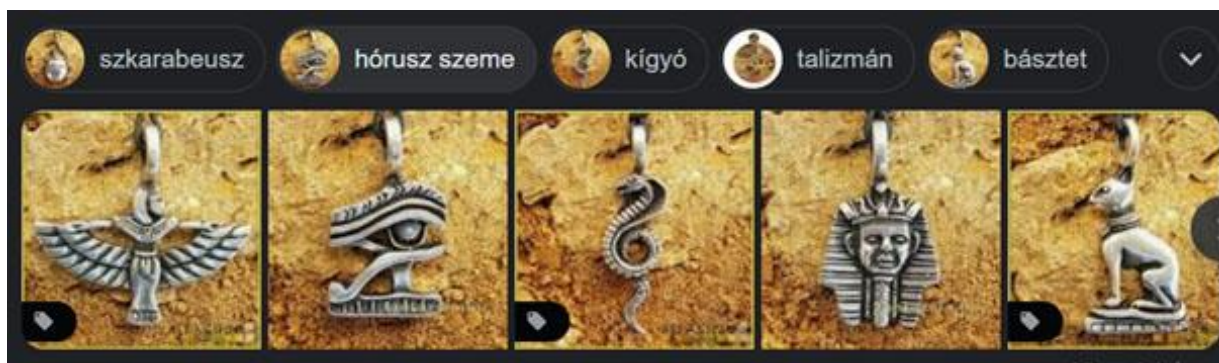 szkarabeusz
hórusz szeme
kígyó
talizmán
básztet